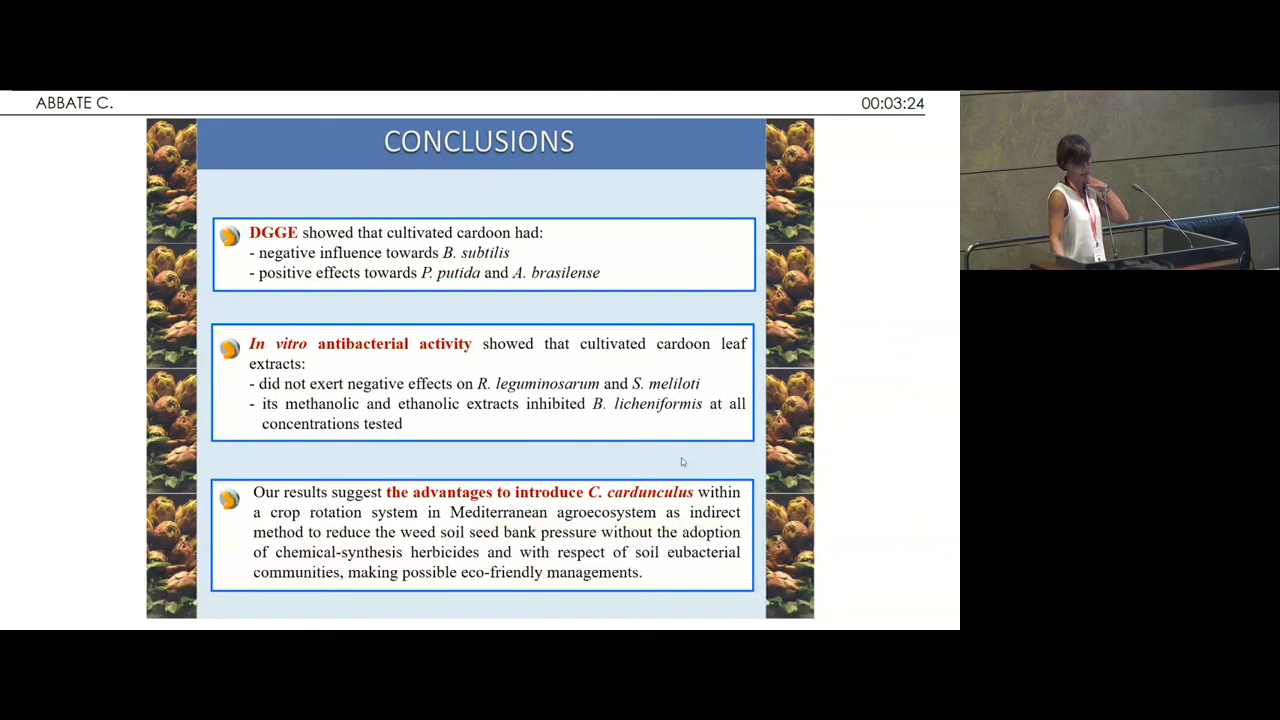 ABBATE C.
00:03:24
CONCLUSIONS
DGGE showed that cultivated cardoon had:
- negative influence towards B. subtilis
- positive effects towards P. putida and A. brasilense
In vitro antibacterial activity showed that cultivated cardoon leaf
extracts:
- did not exert negative effects on R. leguminosarum and S. meliloti
- its methanolic and ethanolic extracts inhibited B. licheniformis at all
concentrations tested
Our results suggest the advantages to introduce C. cardunculus within
a crop rotation system in Mediterranean agroecosystem as indirect
method to reduce the weed soil seed bank pressure without the adoption
of chemical-synthesis herbicides and with respect of soil eubacterial
communities, making possible eco-friendly managements.